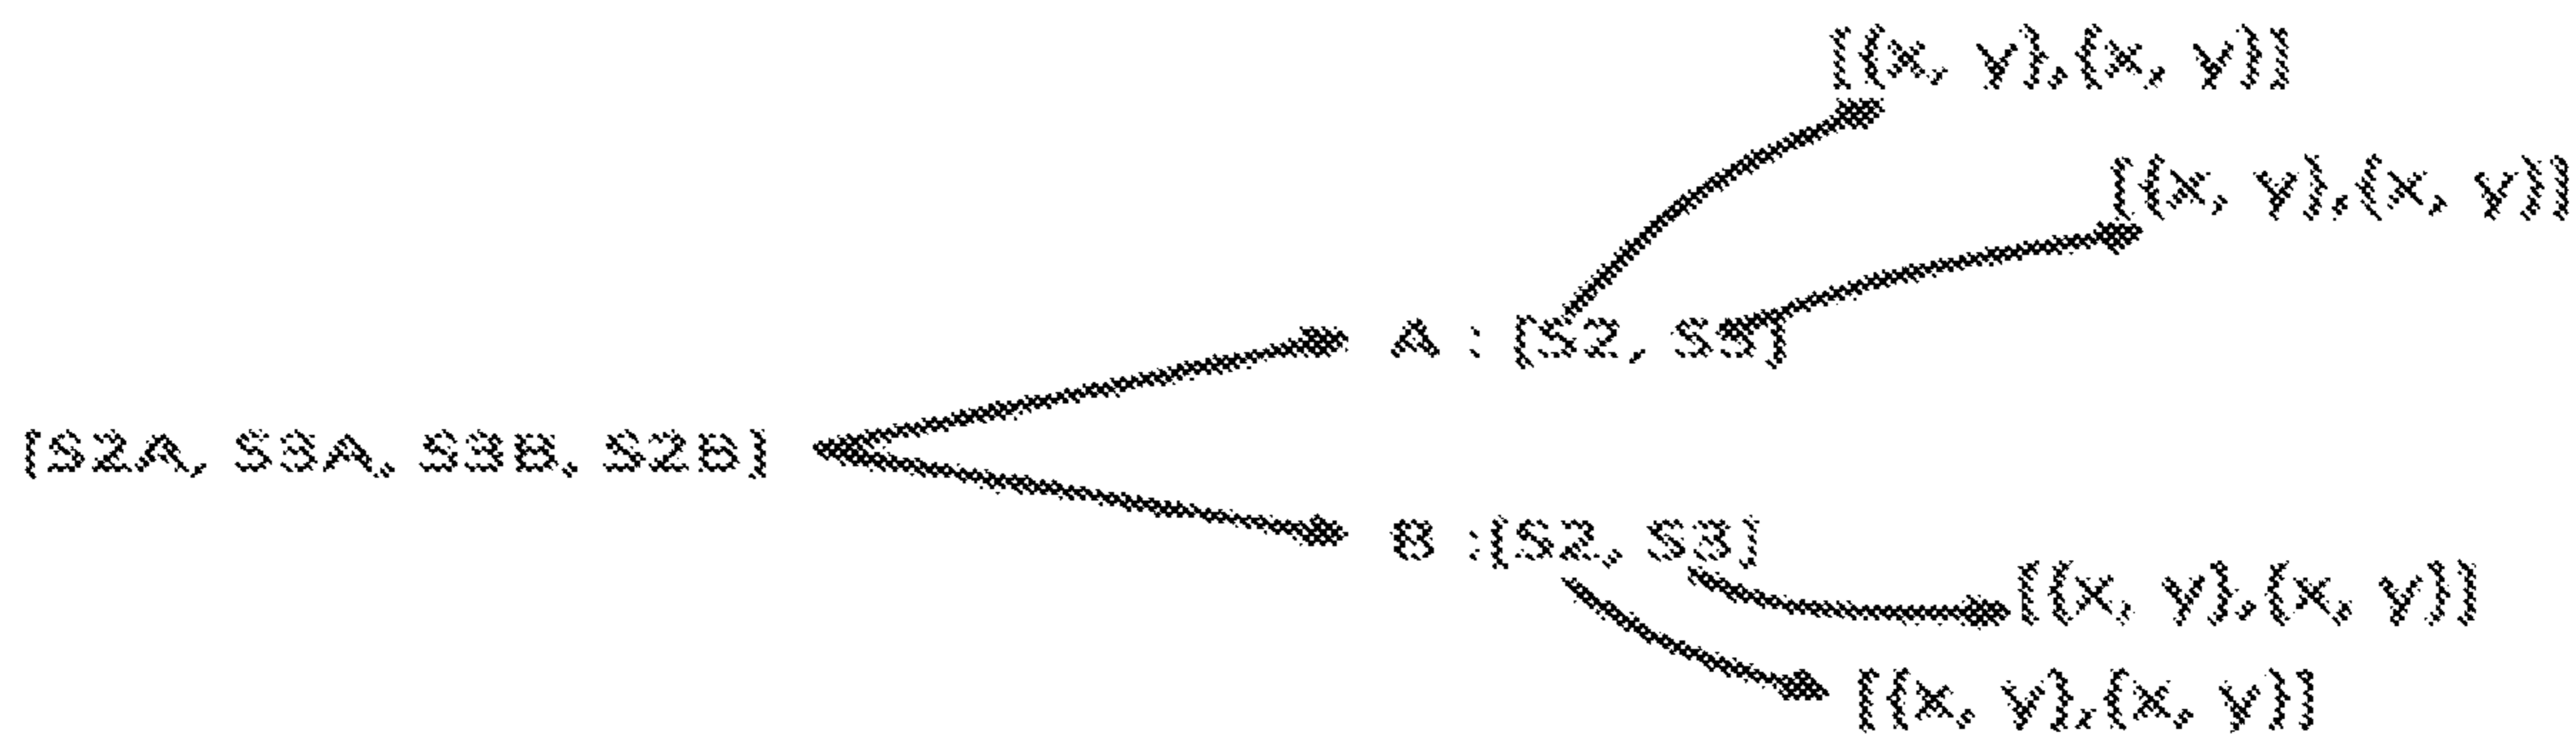 [{x, y},{x, y}]
[{x, y},{x, y}]
A : [S2, S3]
[S2A, S3A, S3B, S2B]
B :[S2, S3]
[{x, y},{x, y}]
[{x, y},{x, y}]